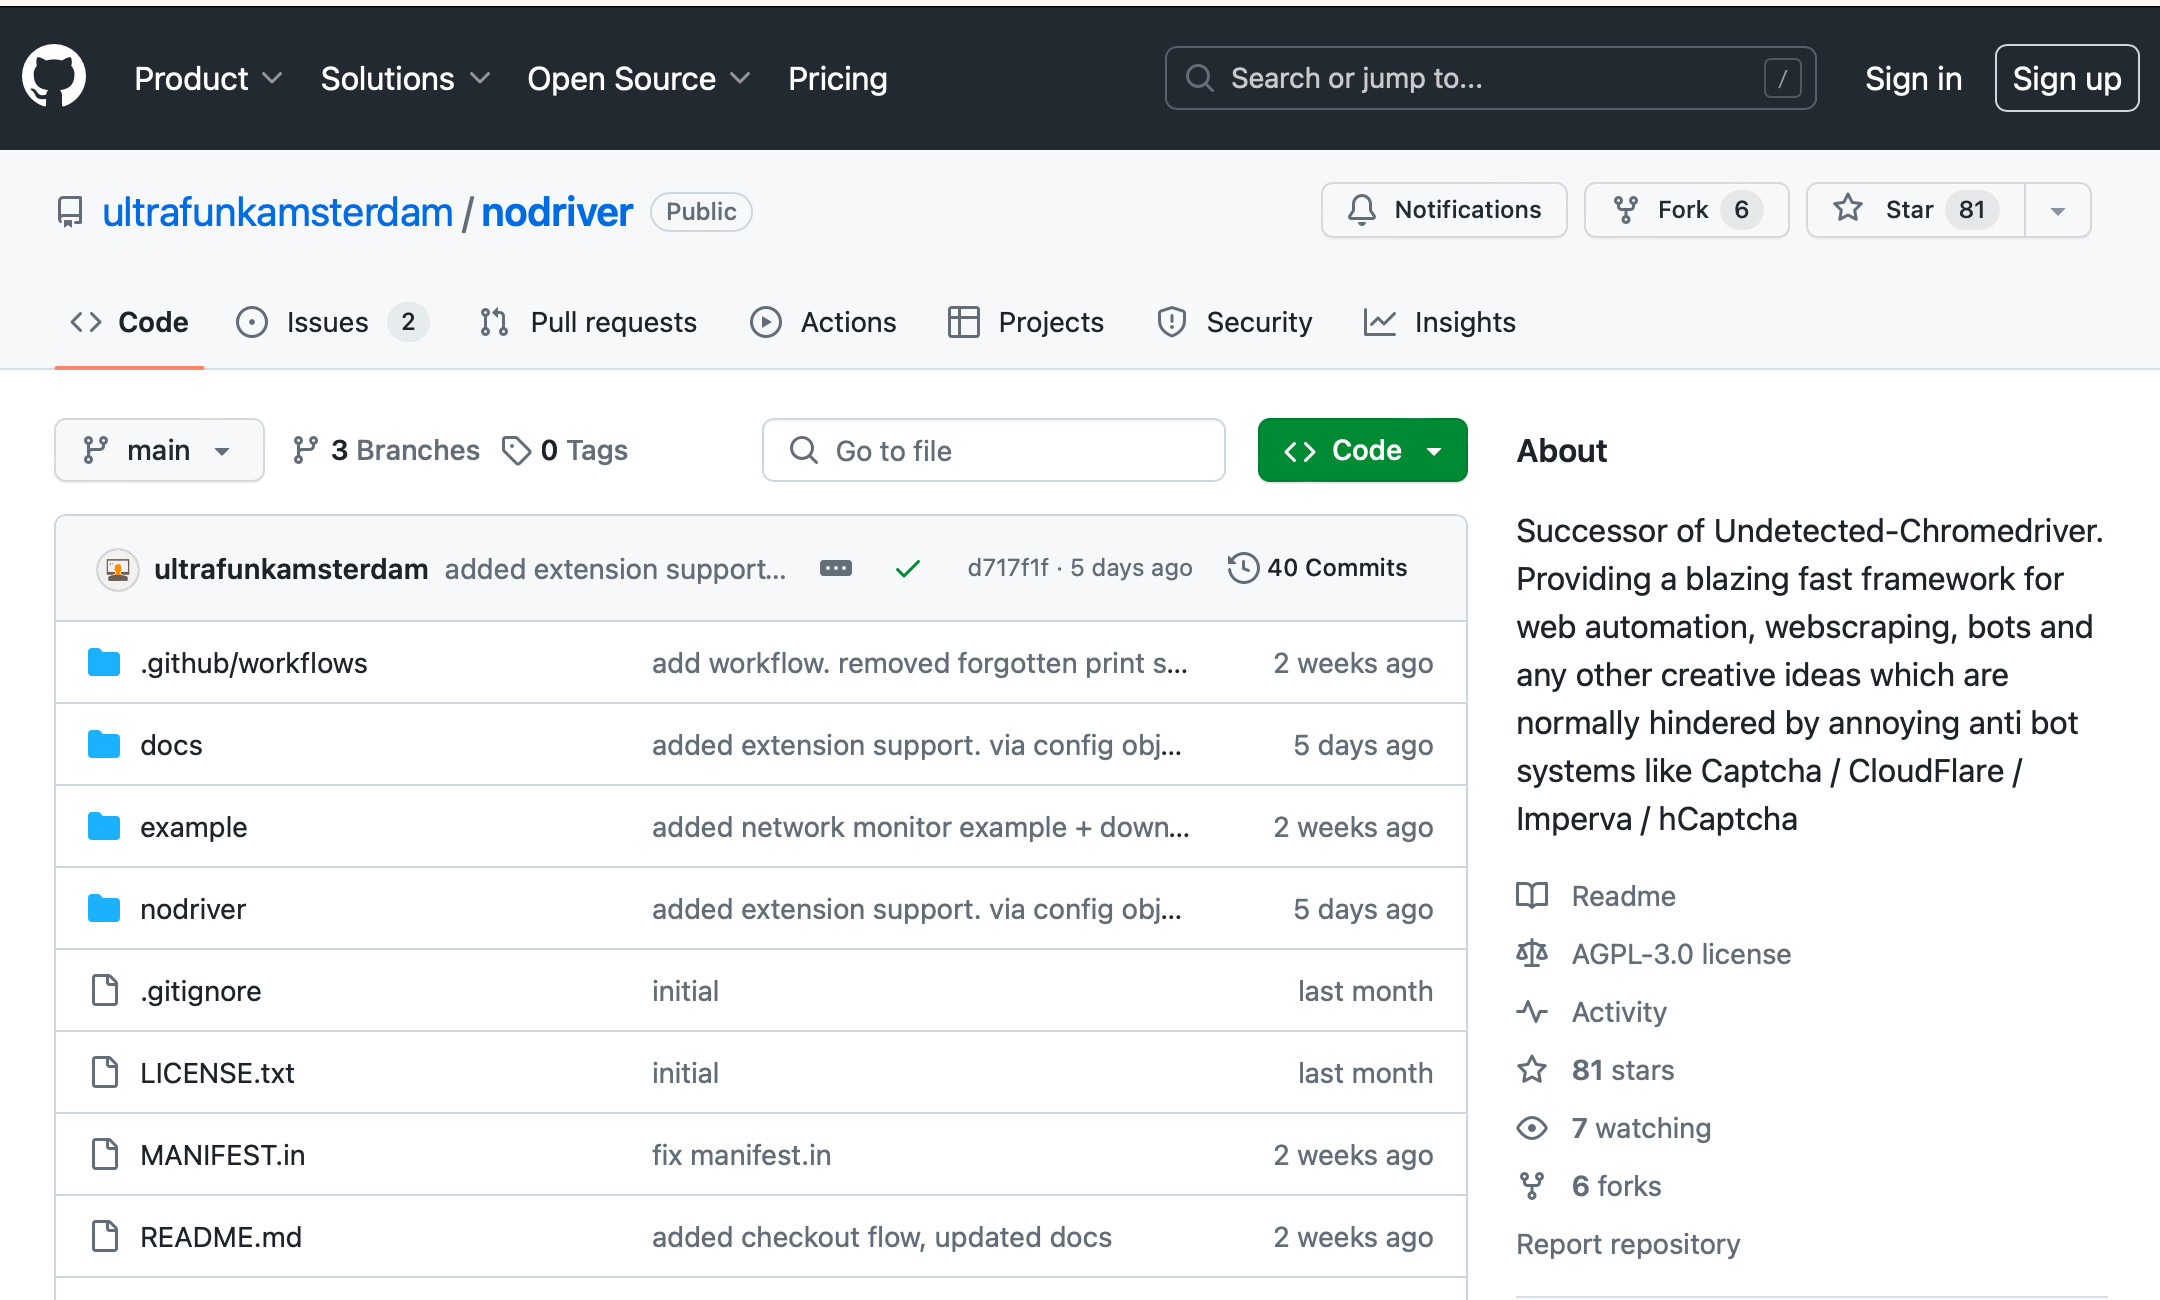 Product Solutions Open Source Pricing Search or jump to... / Sign in Sign up
ultrafunkamsterdam / nodriver Public Notifications Fork 6 Star 81
Code Issues 2 Pull requests Actions Projects Security Insights
main 3 Branches 0 Tags Go to file Code
ultrafunkamsterdam added extension support... d717f1f · 5 days ago 40 Commits
.github/workflows add workflow. removed forgotten print s... 2 weeks ago
docs added extension support. via config obj... 5 days ago
example added network monitor example + down... 2 weeks ago
nodriver added extension support. via config obj... 5 days ago
.gitignore initial last month
LICENSE.txt initial last month
MANIFEST.in fix manifest.in 2 weeks ago
README.md added checkout flow, updated docs 2 weeks ago
About
Successor of Undetected-Chromedriver.
Providing a blazing fast framework for
web automation, webscraping, bots and
any other creative ideas which are
normally hindered by annoying anti bot
systems like Captcha / CloudFlare /
Imperva / hCaptcha
Readme
AGPL-3.0 license
Activity
81 stars
7 watching
6 forks
Report repository